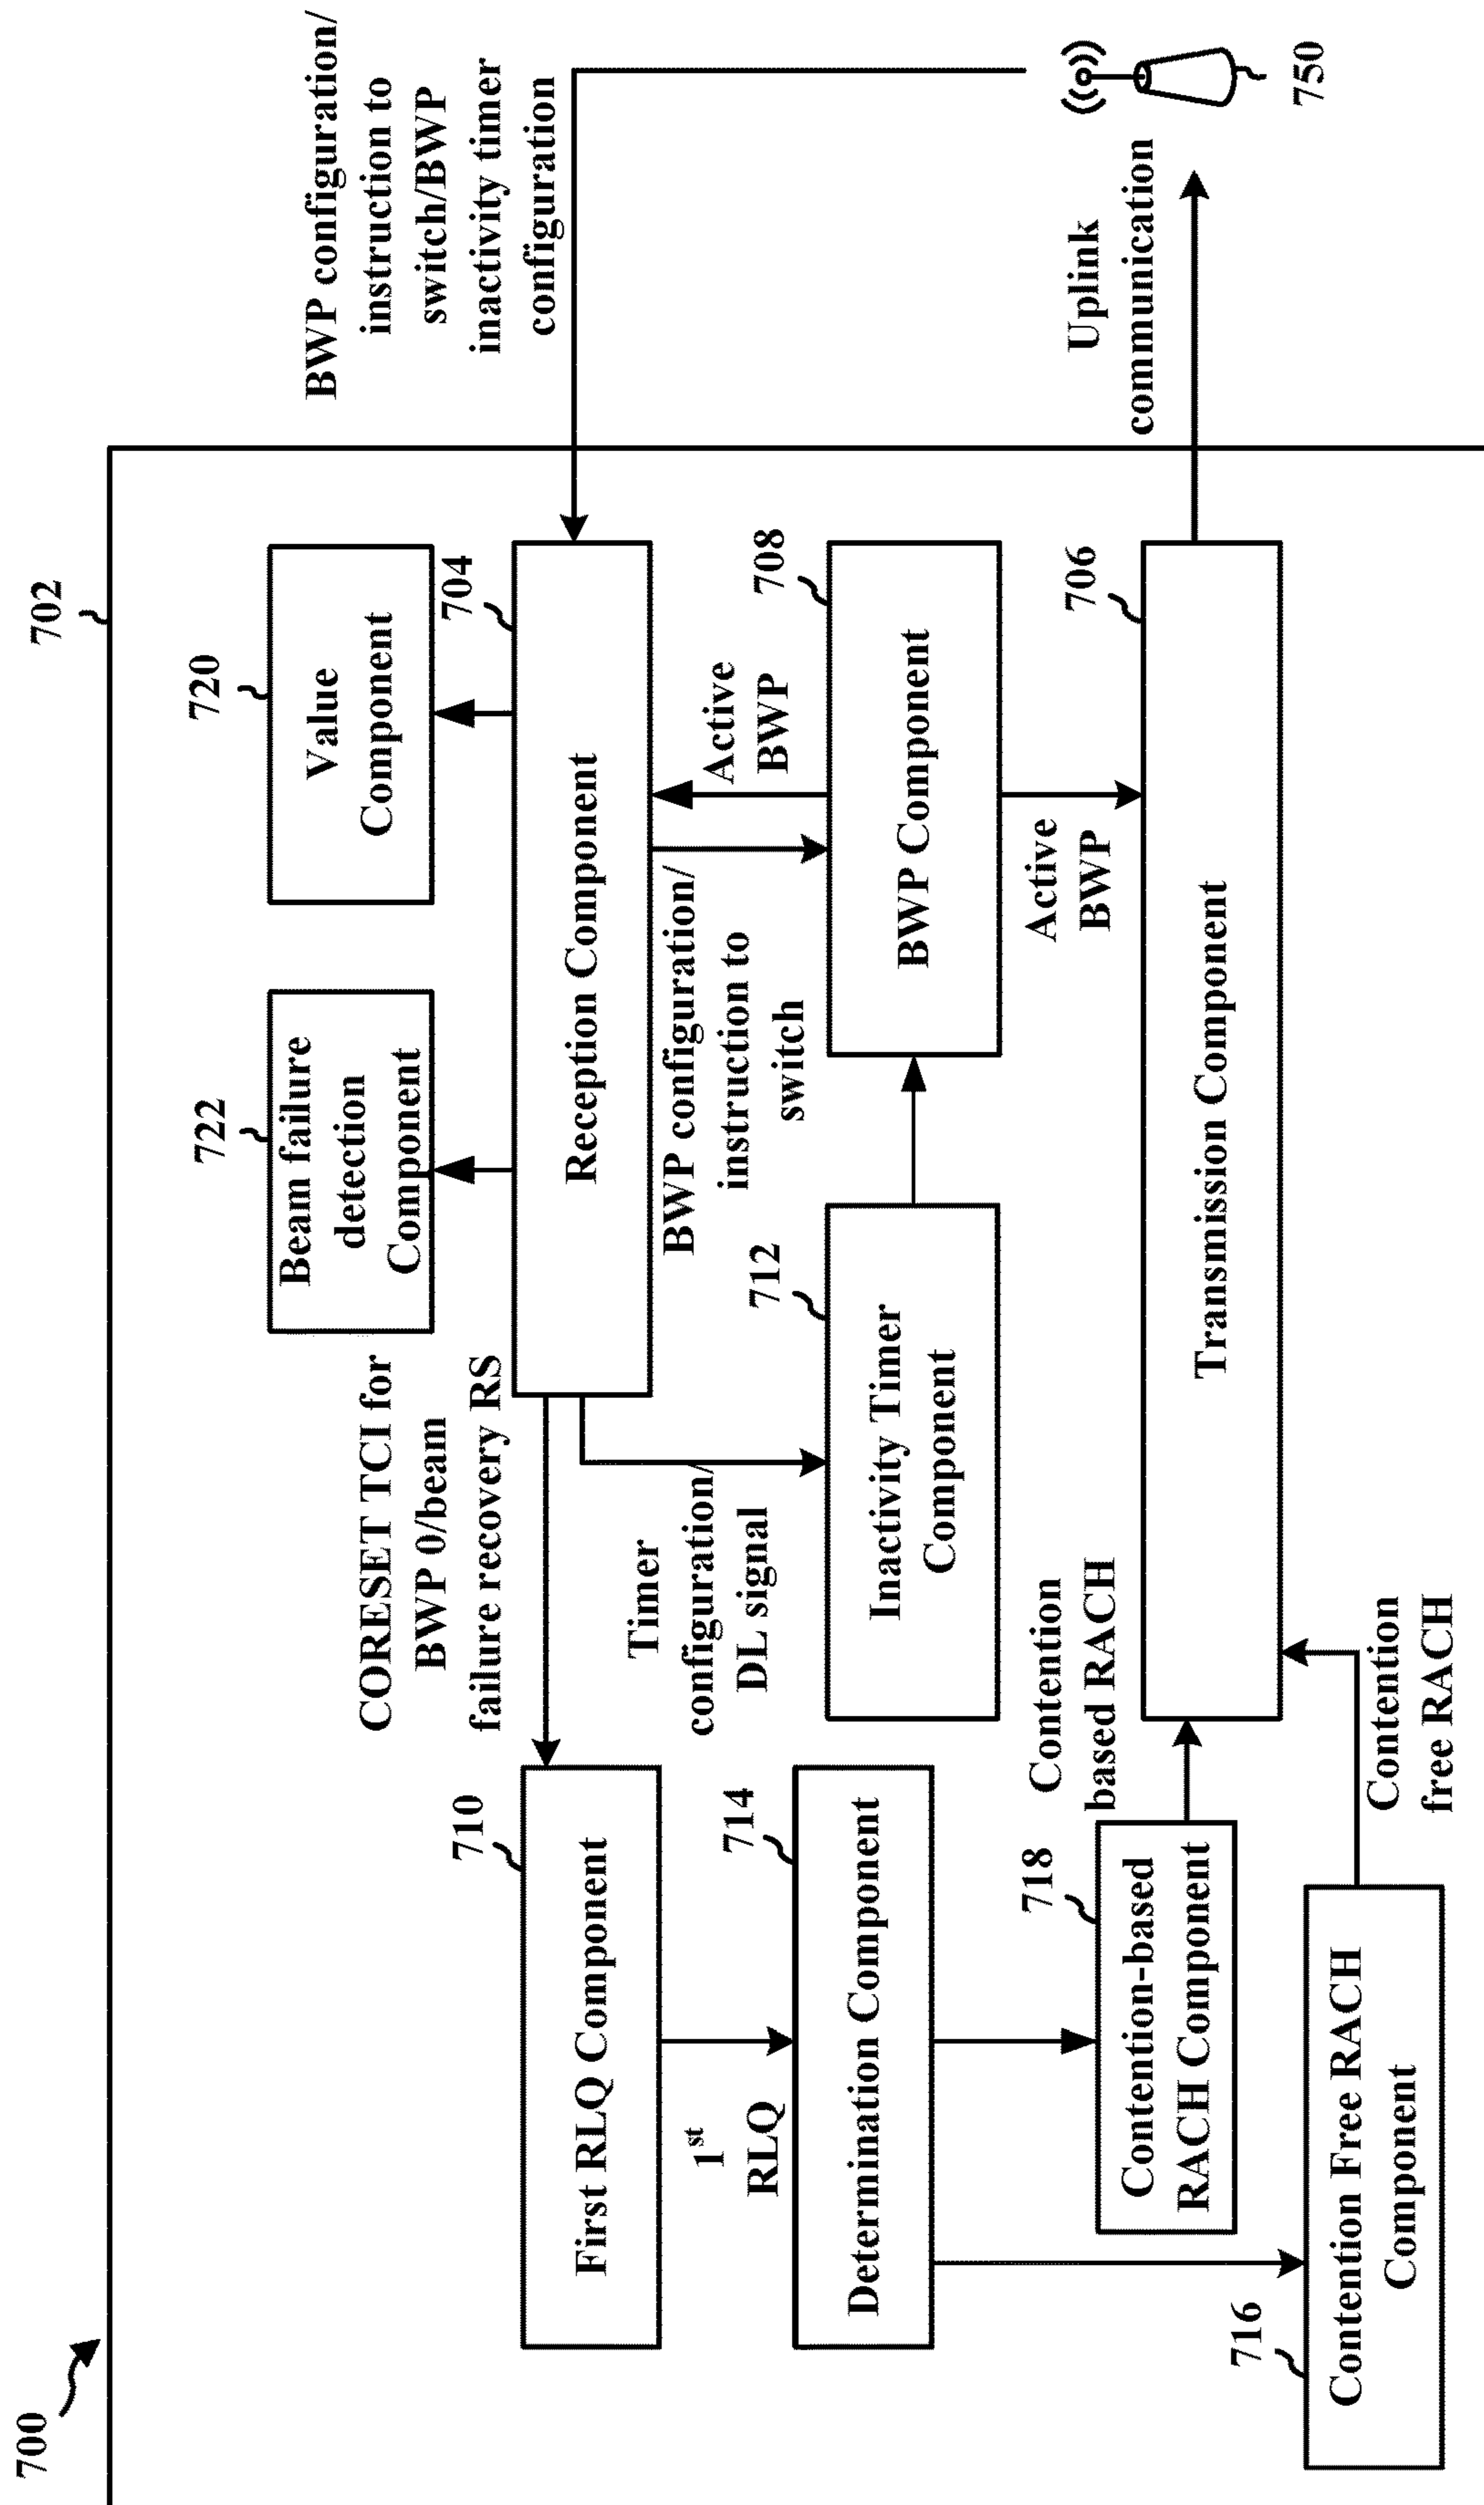 700
702
722
Beam failure
detection
Component
720
Value
Component
BWP configuration/
instruction to
switch/BWP
inactivity timer
configuration
CORESET TCI for
BWP 0/beam
failure recovery RS
704
Reception Component
710
First RLQ Component
Timer
configuration/
DL signal
BWP configuration/
instruction to
switch
Active
BWP
1st
RLQ
714
Determination Component
712
Inactivity Timer
Component
708
BWP Component
Active
BWP
Contention
based RACH
718
Contention-based
RACH Component
706
Transmission Component
Uplink
communication
750
716
Contention Free RACH
Component
Contention
free RACH